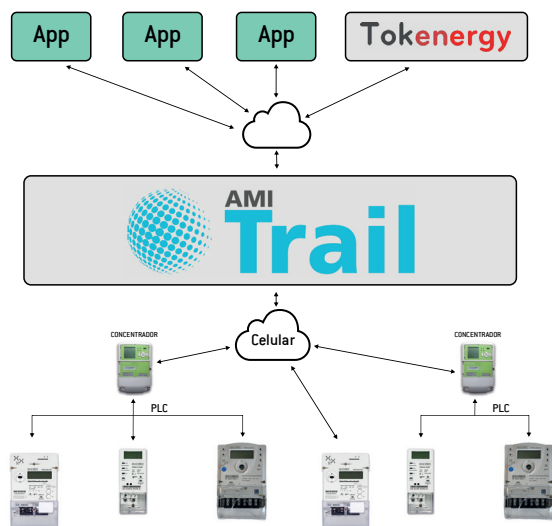 App
App
App
Tokenergy
AMI
Trail
Celular
CONCENTRADOR
CONCENTRADOR
PLC
PLC